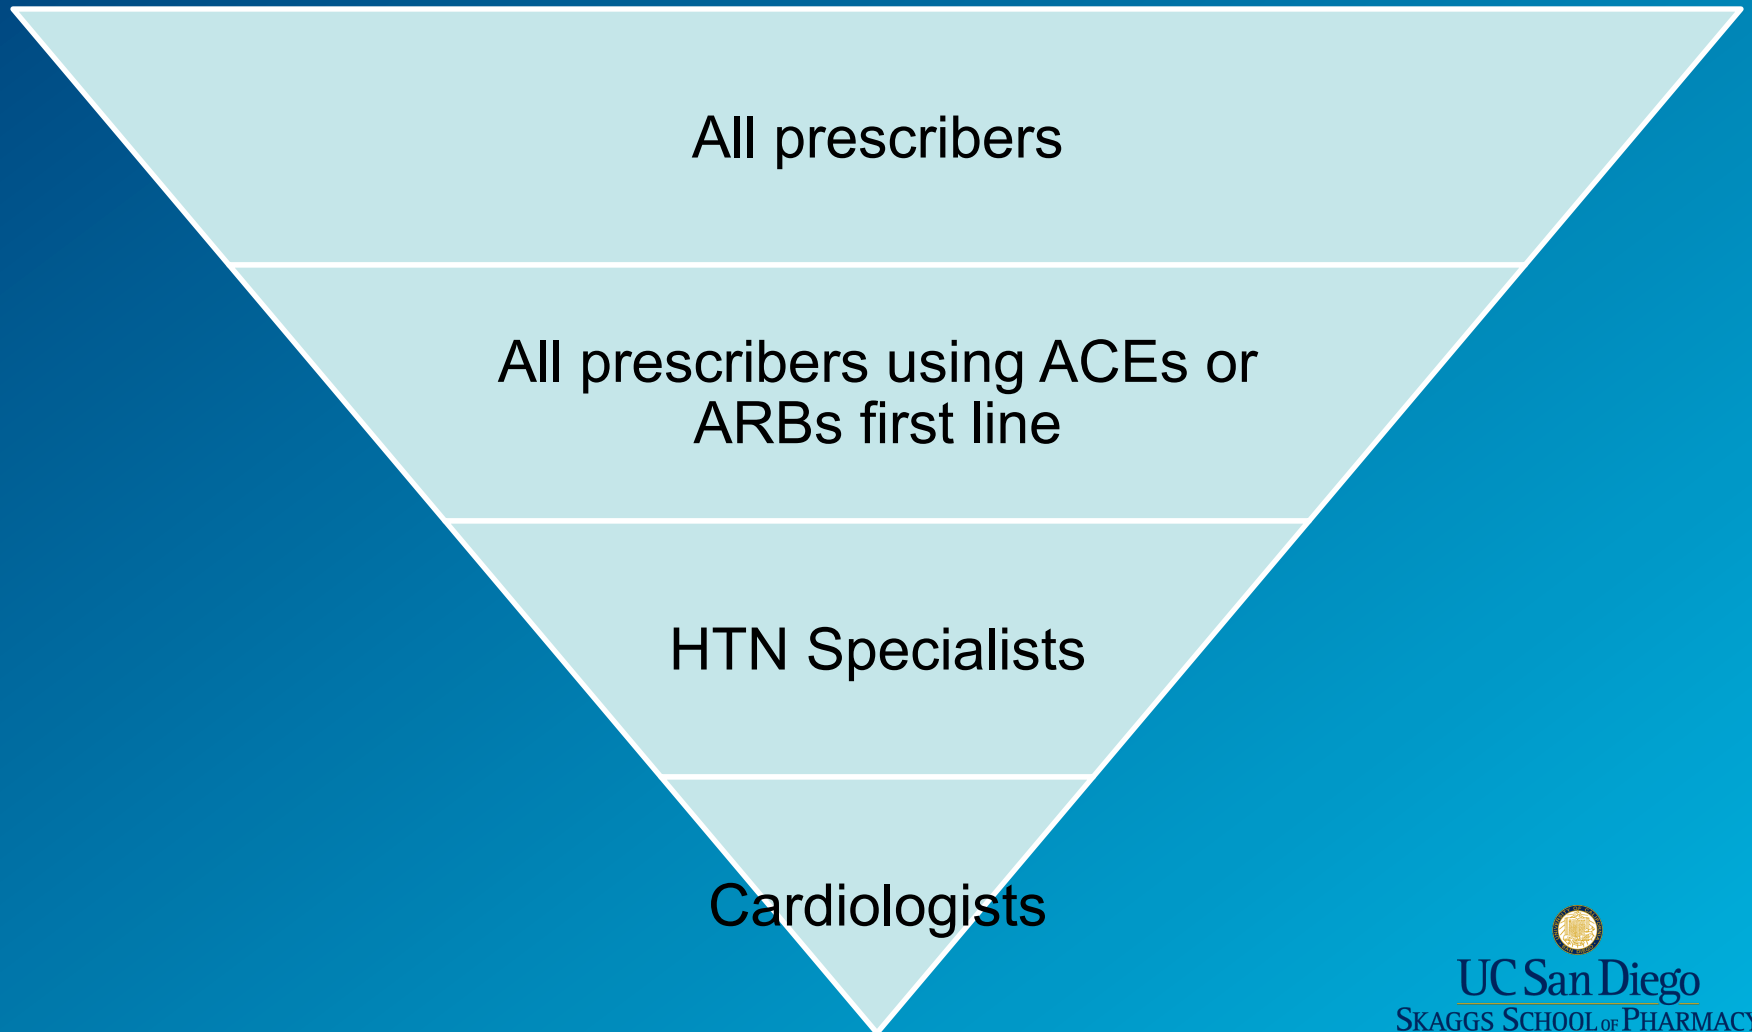 All prescribers
All prescribers using ACEs or
ARBs first line
HTN Specialists
Cardiologists
UC San Diego
SKAGGS SCHOOL OF PHARMACY